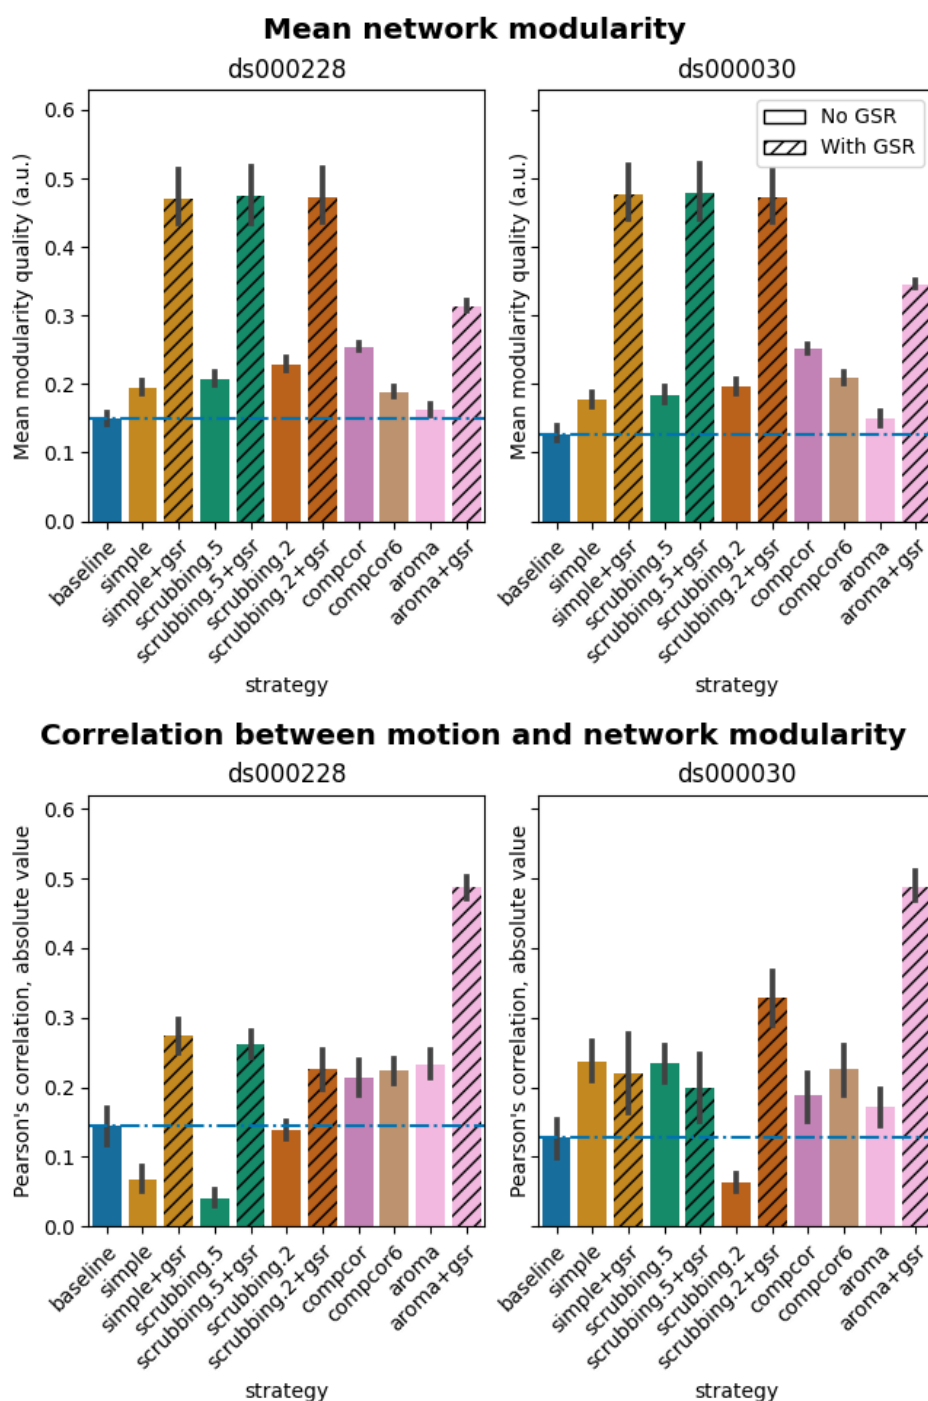 Mean network modularity
ds000228
ds000030
Mean modularity quality (a.u.)
0.6
0.5
0.4
0.3
0.2
0.1
0.0
Mean modularity quality (a.u.)
No GSR
With GSR
baseline
simple
simple+gsr
scrubbing.5
scrubbing.5+gsr
scrubbing.2
scrubbing.2+gsr
compcor
compcor6
aroma
aroma+gsr
strategy
baseline
simple
simple+gsr
scrubbing.5
scrubbing.5+gsr
scrubbing.2
scrubbing.2+gsr
compcor
compcor6
aroma
aroma+gsr
strategy
Correlation between motion and network modularity
ds000228
ds000030
Pearson's correlation, absolute value
0.6
0.5
0.4
0.3
0.2
0.1
0.0
Pearson's correlation, absolute value
baseline
simple
simple+gsr
scrubbing.5
scrubbing.5+gsr
scrubbing.2
scrubbing.2+gsr
compcor
compcor6
aroma
aroma+gsr
strategy
baseline
simple
simple+gsr
scrubbing.5
scrubbing.5+gsr
scrubbing.2
scrubbing.2+gsr
compcor
compcor6
aroma
aroma+gsr
strategy